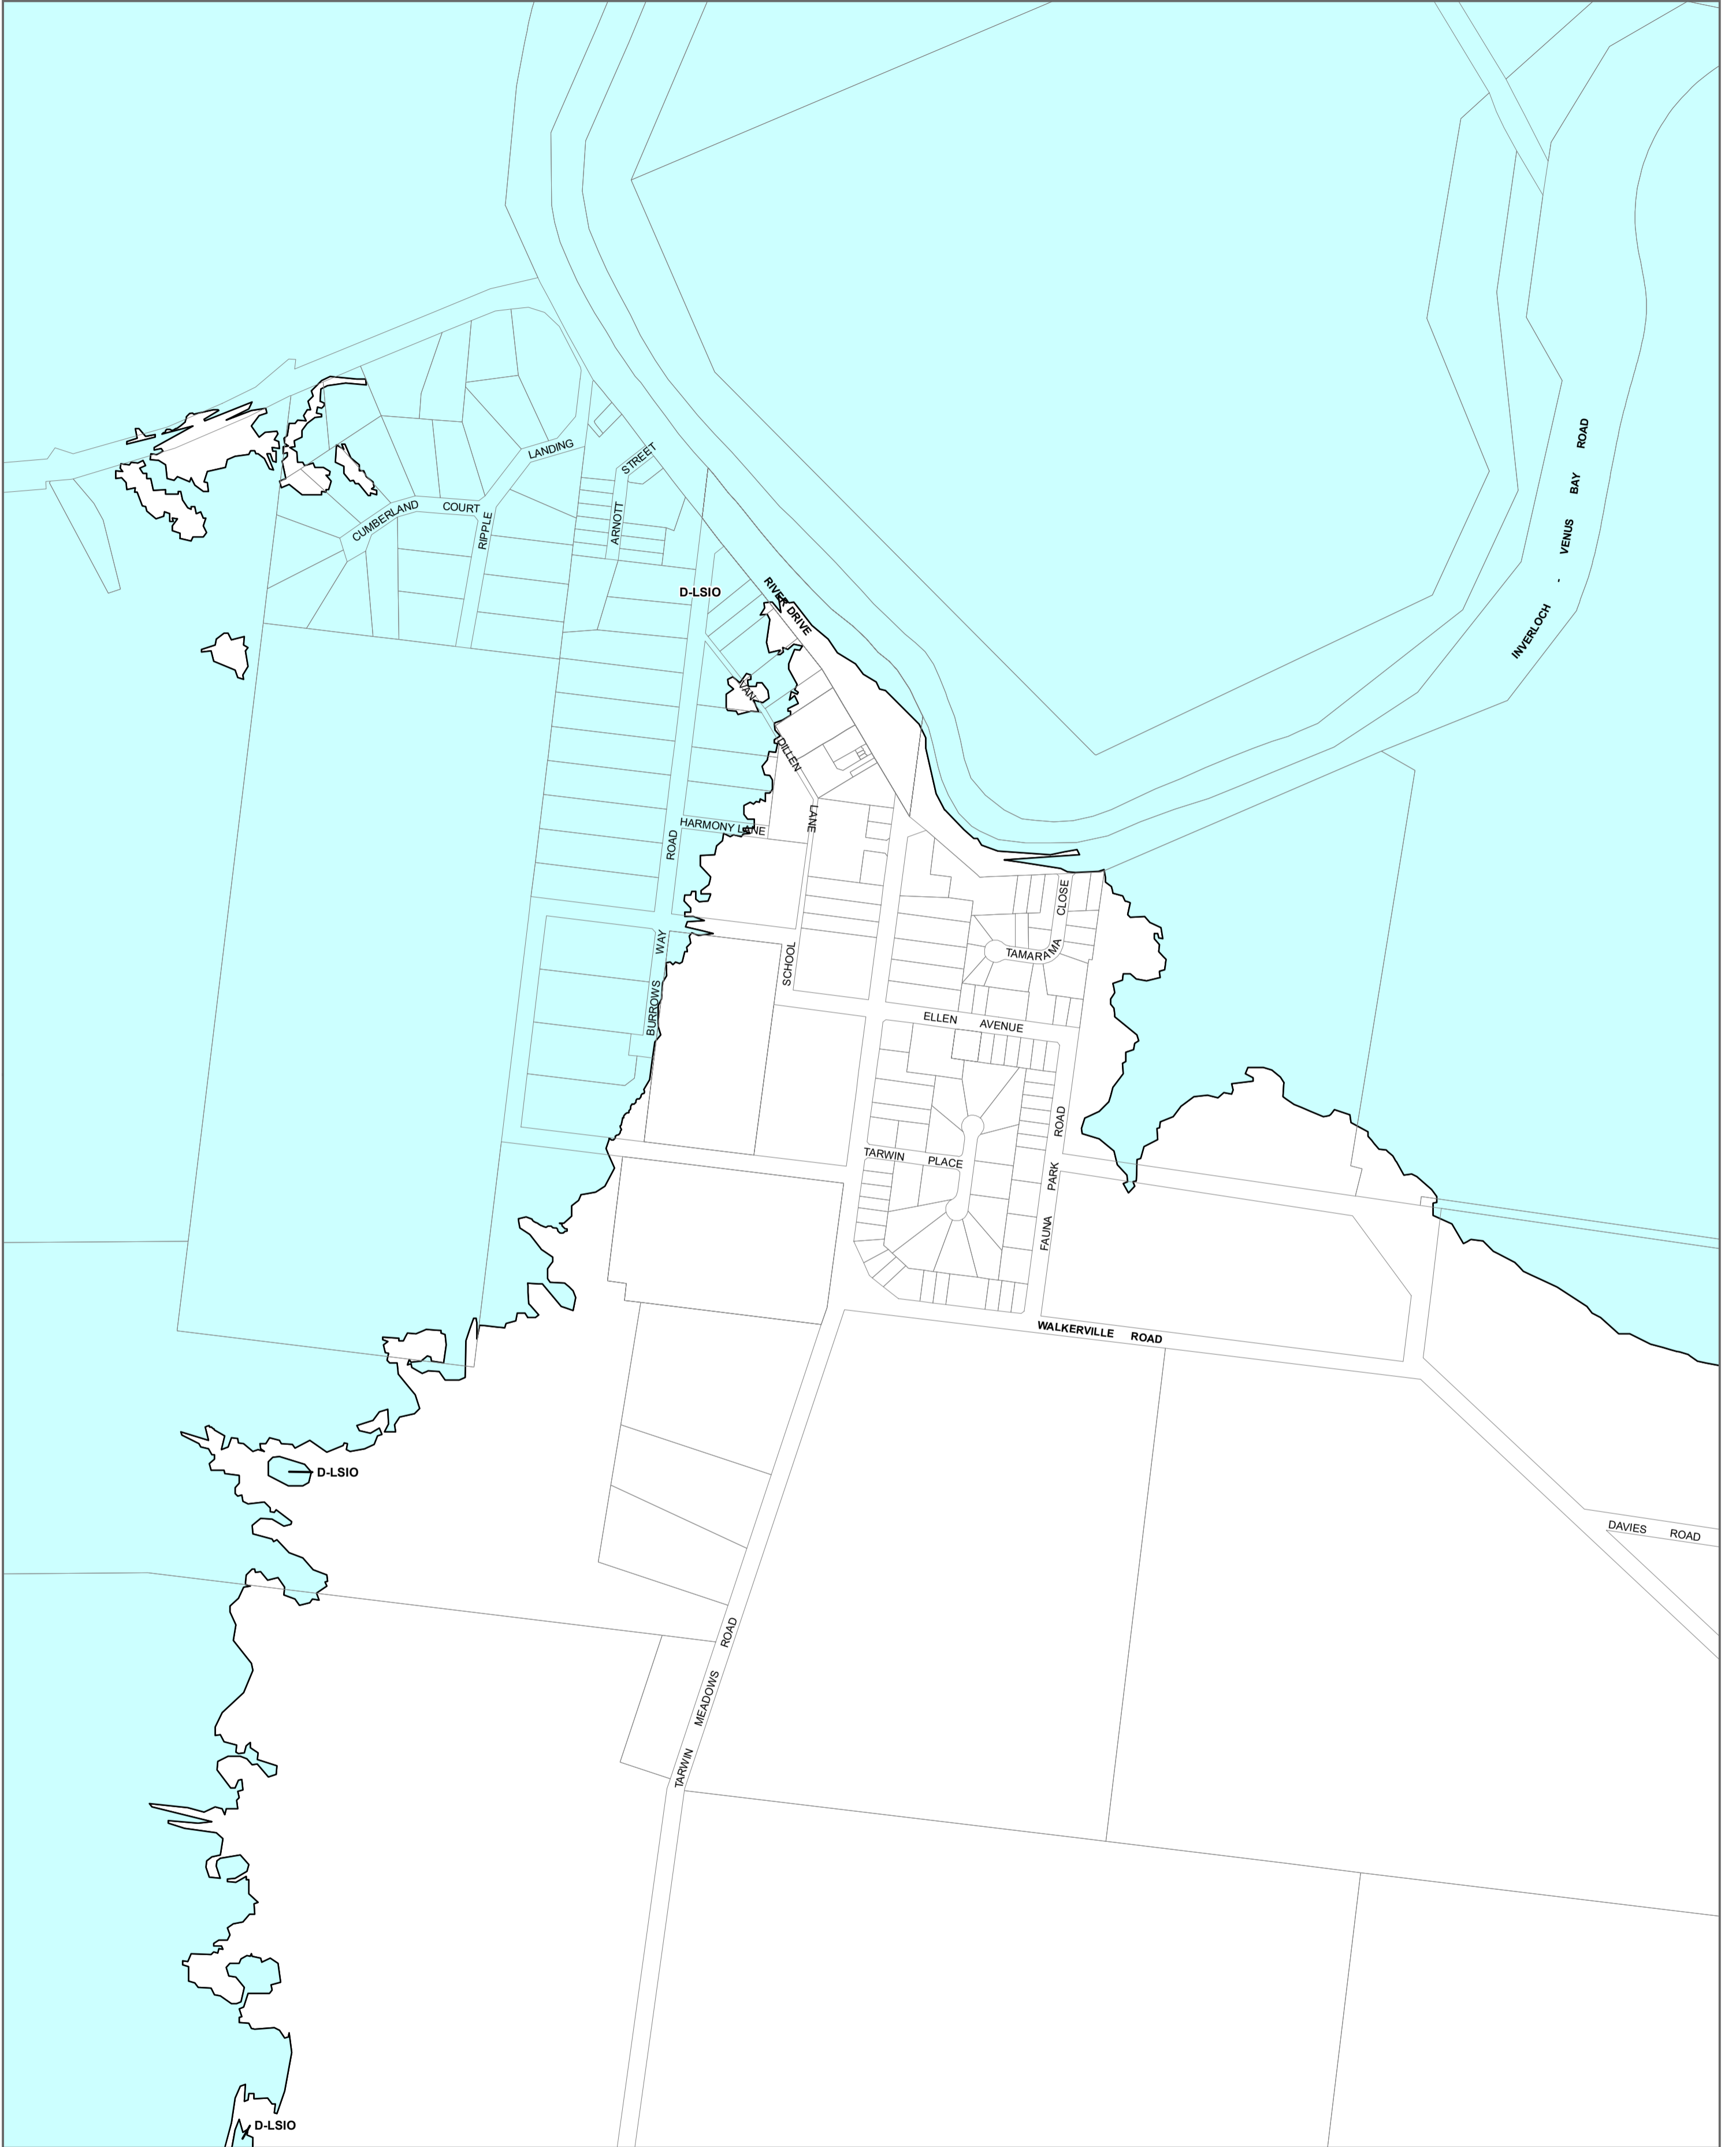 INVERLOCH - VENUS BAY ROAD
LANDING
STREET
CUMBERLAND COURT
RIPPLE
ARNOTT
D-LSIO
RIVER DRIVE
VAN
DILLEN
LANE
HARMONY LANE
ROAD
CLOSE
WAY
SCHOOL
TAMARAMA
BURROWS
ELLEN AVENUE
ROAD
TARWIN PLACE
PARK
FAUNA
WALKERVILLE ROAD
D-LSIO
DAVIES ROAD
ROAD
MEADOWS
TARWIN
D-LSIO